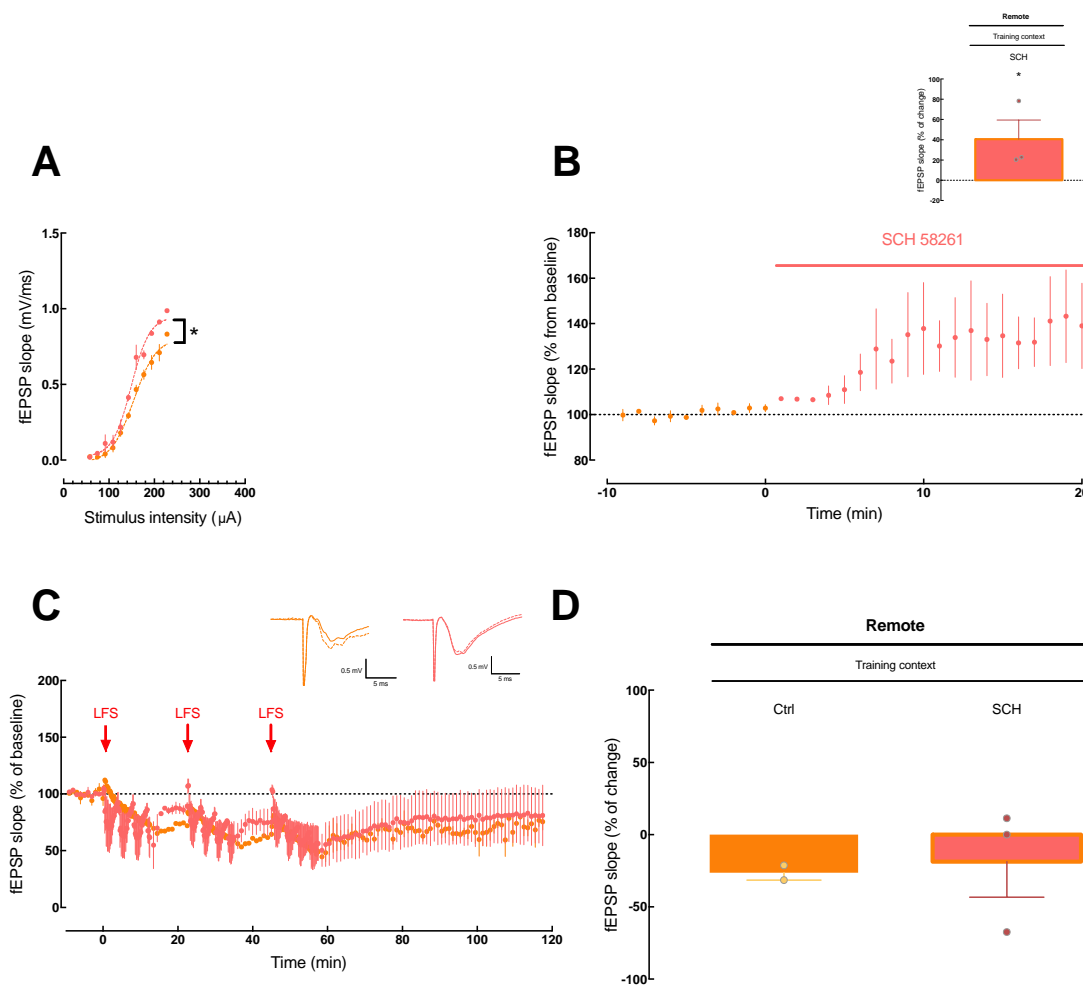 Remote
Training context
SCH
*
100
80
60
40
20
0
-20
fEPSP slope (% of change)
A
1.5
1.0
0.5
0.0
fEPSP slope (mV/ms)
*
0 100 200 300 400
Stimulus intensity (µA)
B
SCH 58261
180
160
140
120
100
80
fEPSP slope (% from baseline)
-10 0 10 20
Time (min)
C
0.5 mV
5 ms
0.5 mV
5 ms
200
150
100
50
0
fEPSP slope (% of baseline)
LFS LFS LFS
0 20 40 60 80 100 120
Time (min)
D
Remote
Training context
Ctrl SCH
100
50
0
-50
-100
fEPSP slope (% of change)